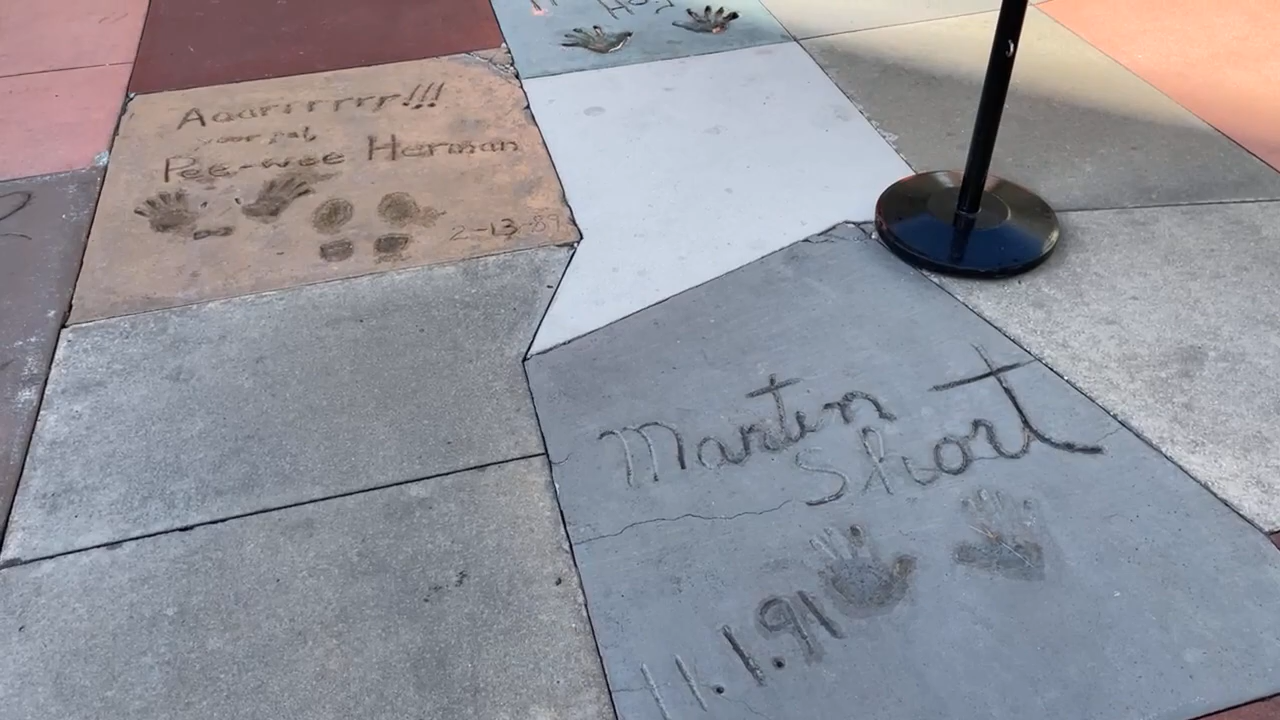 Aaarrrrrr!!!
your pal
Pee-wee Herman
2-13-89
Martin
Short
11.1.91